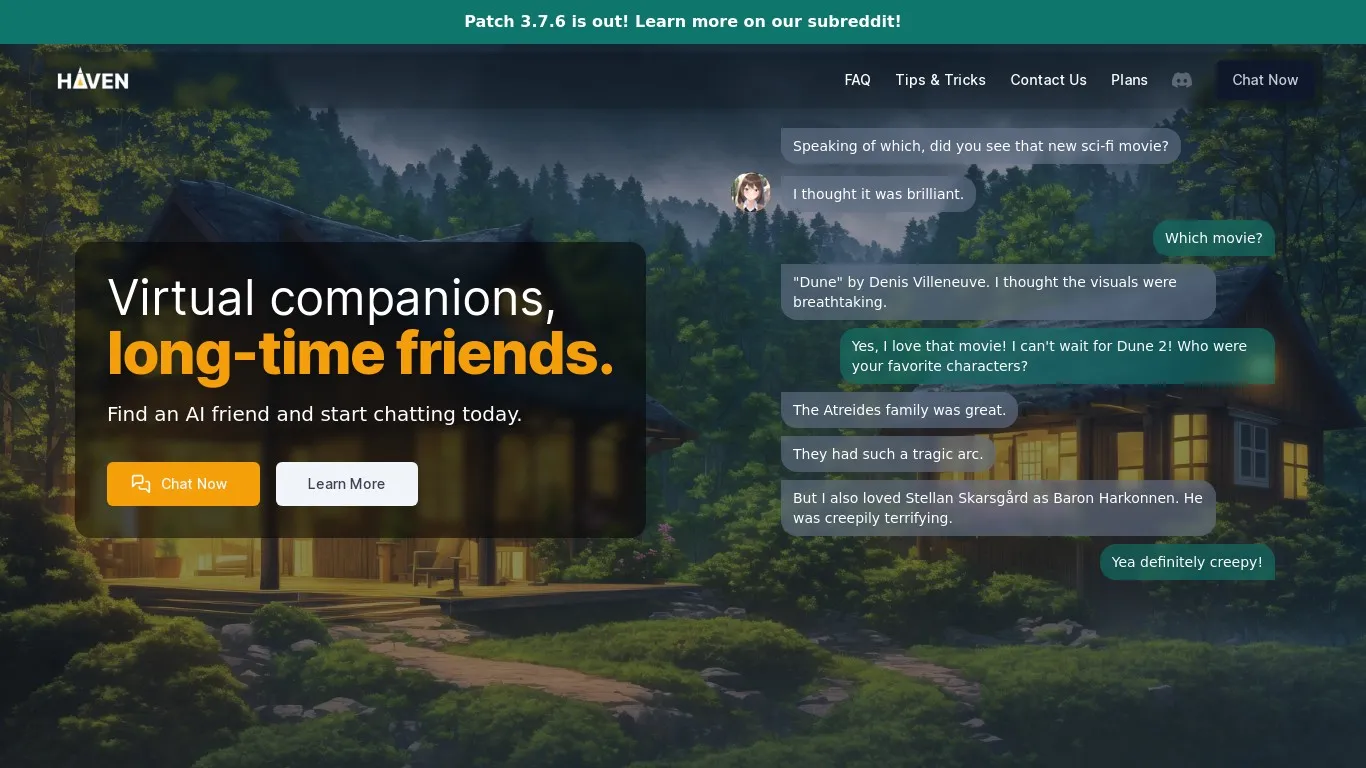 Patch 3.7.6 is out! Learn more on our subreddit!
HAVEN
FAQ
Tips & Tricks
Contact Us
Plans
Chat Now
Virtual companions,
long-time friends.
Find an AI friend and start chatting today.
Chat Now
Learn More
Speaking of which, did you see that new sci-fi movie?
I thought it was brilliant.
Which movie?
"Dune" by Denis Villeneuve. I thought the visuals were
breathtaking.
Yes, I love that movie! I can't wait for Dune 2! Who were
your favorite characters?
The Atreides family was great.
They had such a tragic arc.
But I also loved Stellan Skarsgård as Baron Harkonnen. He
was creepily terrifying.
Yea definitely creepy!